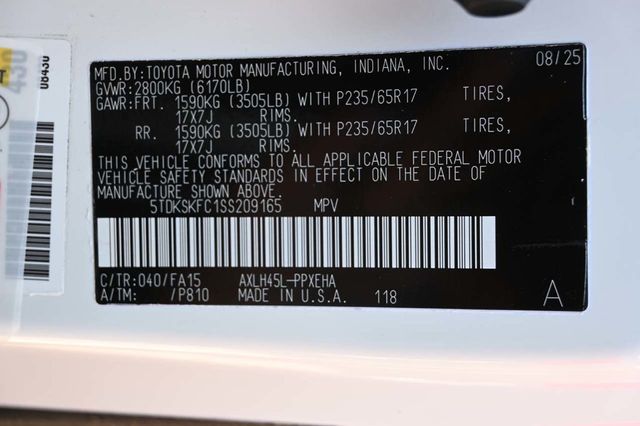 MFD.BY:TOYOTA MOTOR MANUFACTURING, INDIANA, INC. 08/25
GVWR:2800KG (6170LB)
GAWR:FRT. 1590KG (3505LB) WITH P235/65R17 TIRES,
17X7J RIMS.
RR. 1590KG (3505LB) WITH P235/65R17 TIRES,
17X7J RIMS.
THIS VEHICLE CONFORMS TO ALL APPLICABLE FEDERAL MOTOR
VEHICLE SAFETY STANDARDS IN EFFECT ON THE DATE OF
MANUFACTURE SHOWN ABOVE.
5TDKSKFC1SS209165 MPV
C/TR:040/FA15 AXLH45L-PPXEHA
A/TM: /P810 MADE IN U.S.A. 118 A
08430